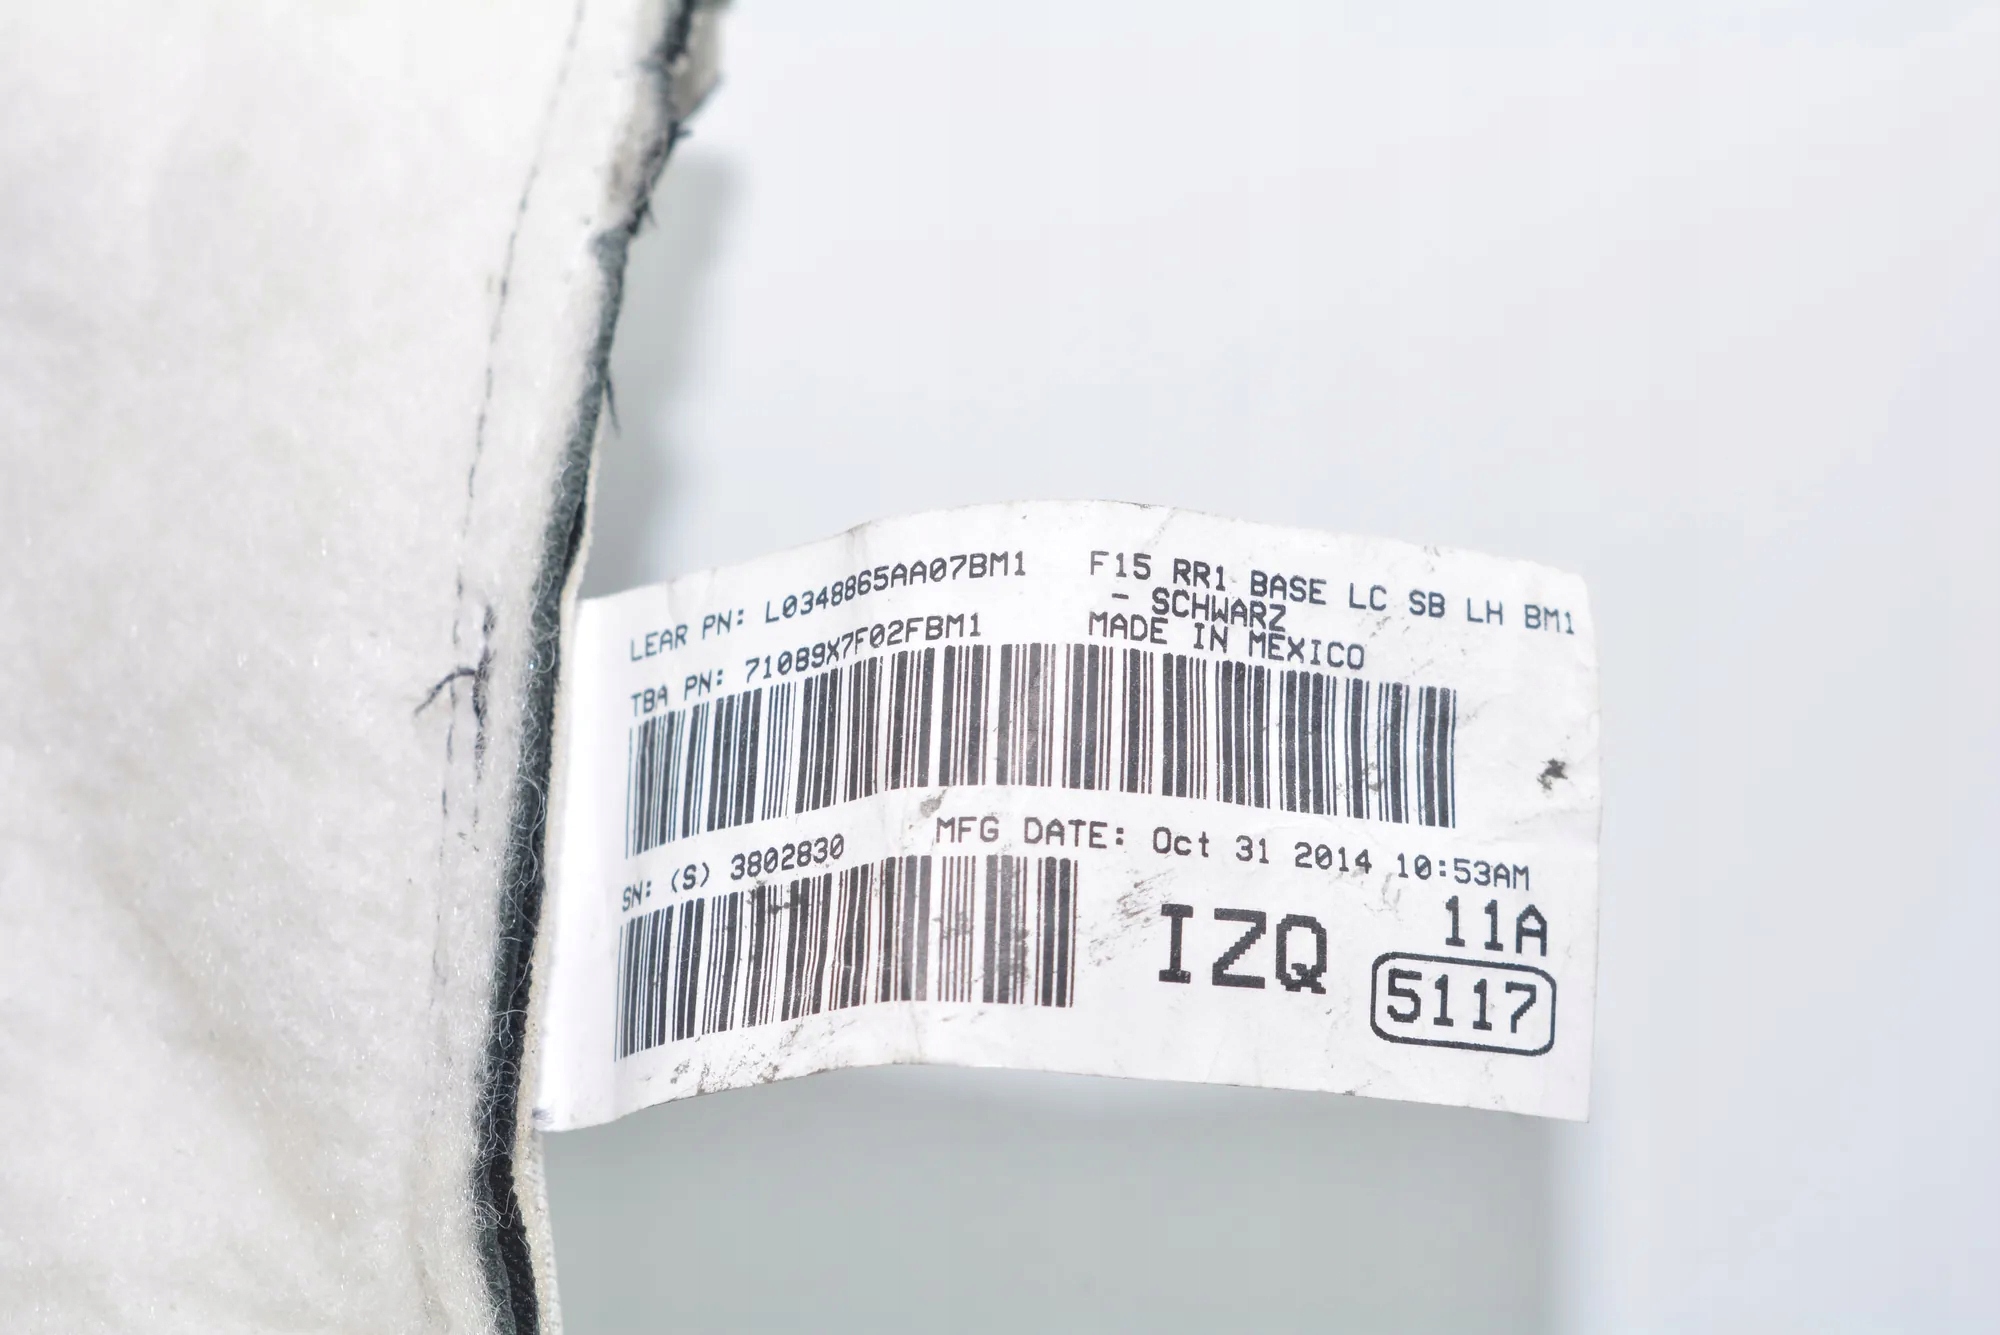 LEAR PN: L0348865AA07BM1
F15 RR1 BASE LC SB LH BM1
- SCHWARZ
TBA PN: 71089X7F02FBM1
MADE IN MEXICO
SN: (S) 3802830
MFG DATE: Oct 31 2014 10:53AM
IZQ
11A
5117